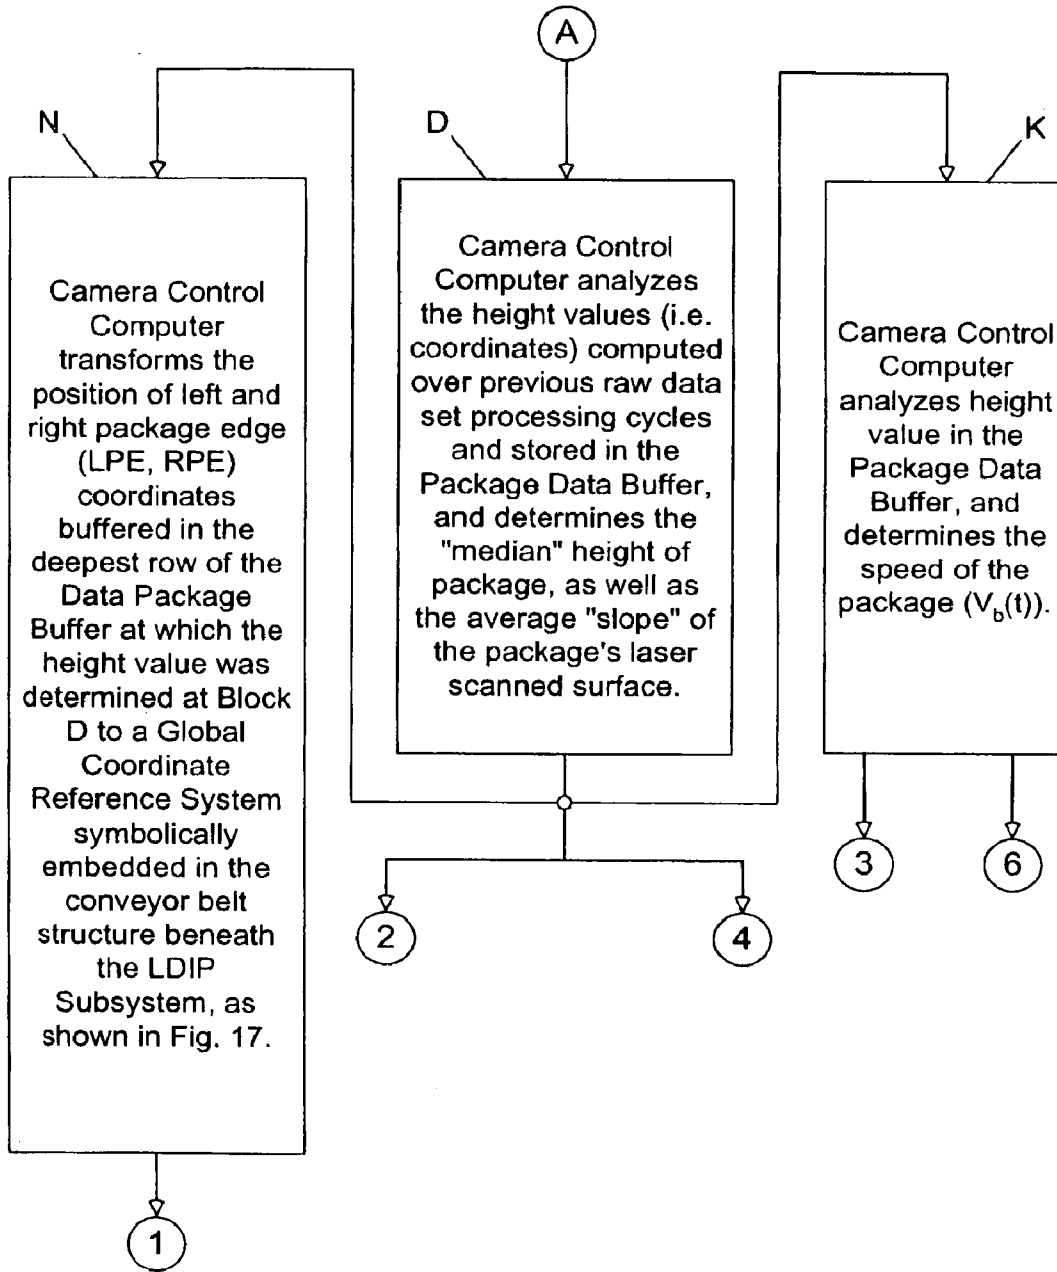 A
N
D
K
Camera Control
Computer
transforms the
position of left and
right package edge
(LPE, RPE)
coordinates
buffered in the
deepest row of the
Data Package
Buffer at which the
height value was
determined at Block
D to a Global
Coordinate
Reference System
symbolically
embedded in the
conveyor belt
structure beneath
the LDIP
Subsystem, as
shown in Fig. 17.
Camera Control
Computer analyzes
the height values (i.e.
coordinates) computed
over previous raw data
set processing cycles
and stored in the
Package Data Buffer,
and determines the
"median" height of
package, as well as
the average "slope" of
the package's laser
scanned surface.
Camera Control
Computer
analyzes height
value in the
Package Data
Buffer, and
determines the
speed of the
package (Vb(t)).
3
6
2
4
1